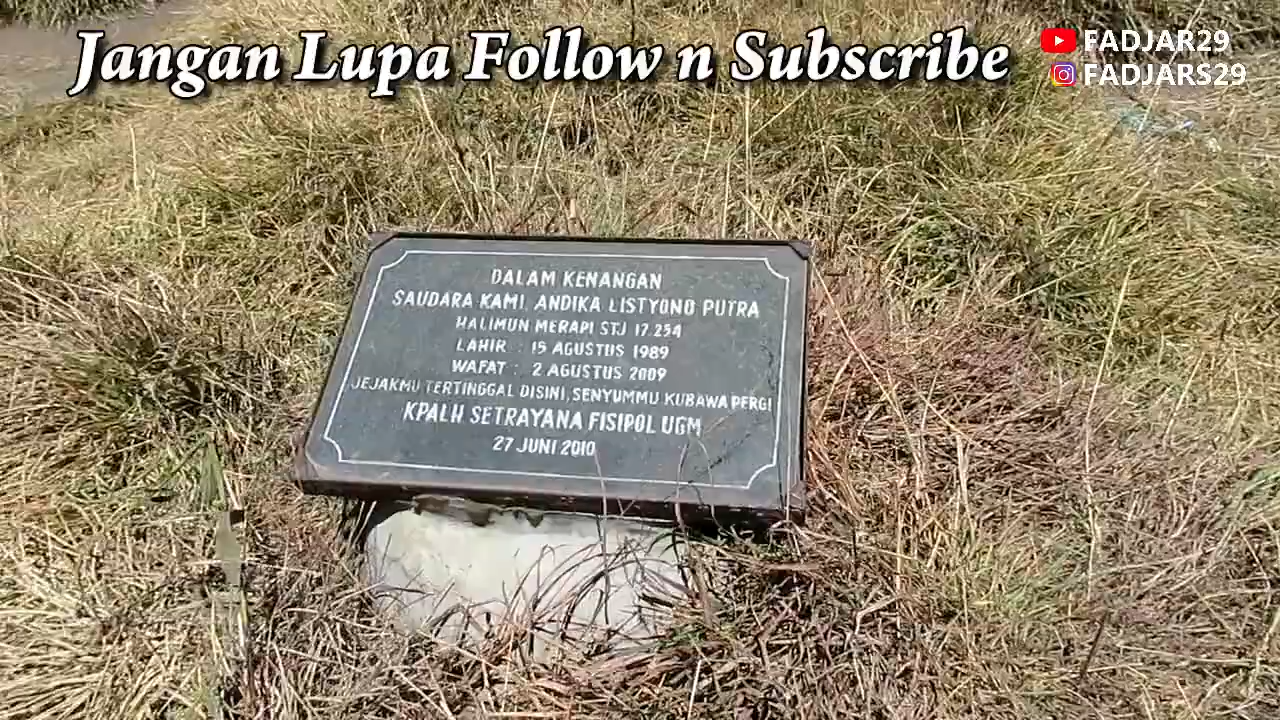 Jangan Lupa Follow n Subscribe
FADJAR29
FADJARS29
DALAM KENANGAN
SAUDARA KAMI, ANDIKA LISTYONO PUTRA
HALIMUN MERAPI STJ 17.254
LAHIR : 15 AGUSTUS 1989
WAFAT : 2 AGUSTUS 2009
JEJAKMU TERTINGGAL DISINI, SENYUMMU KUBAWA PERGI
KPALH SETRAYANA FISIPOL UGM
27 JUNI 2010